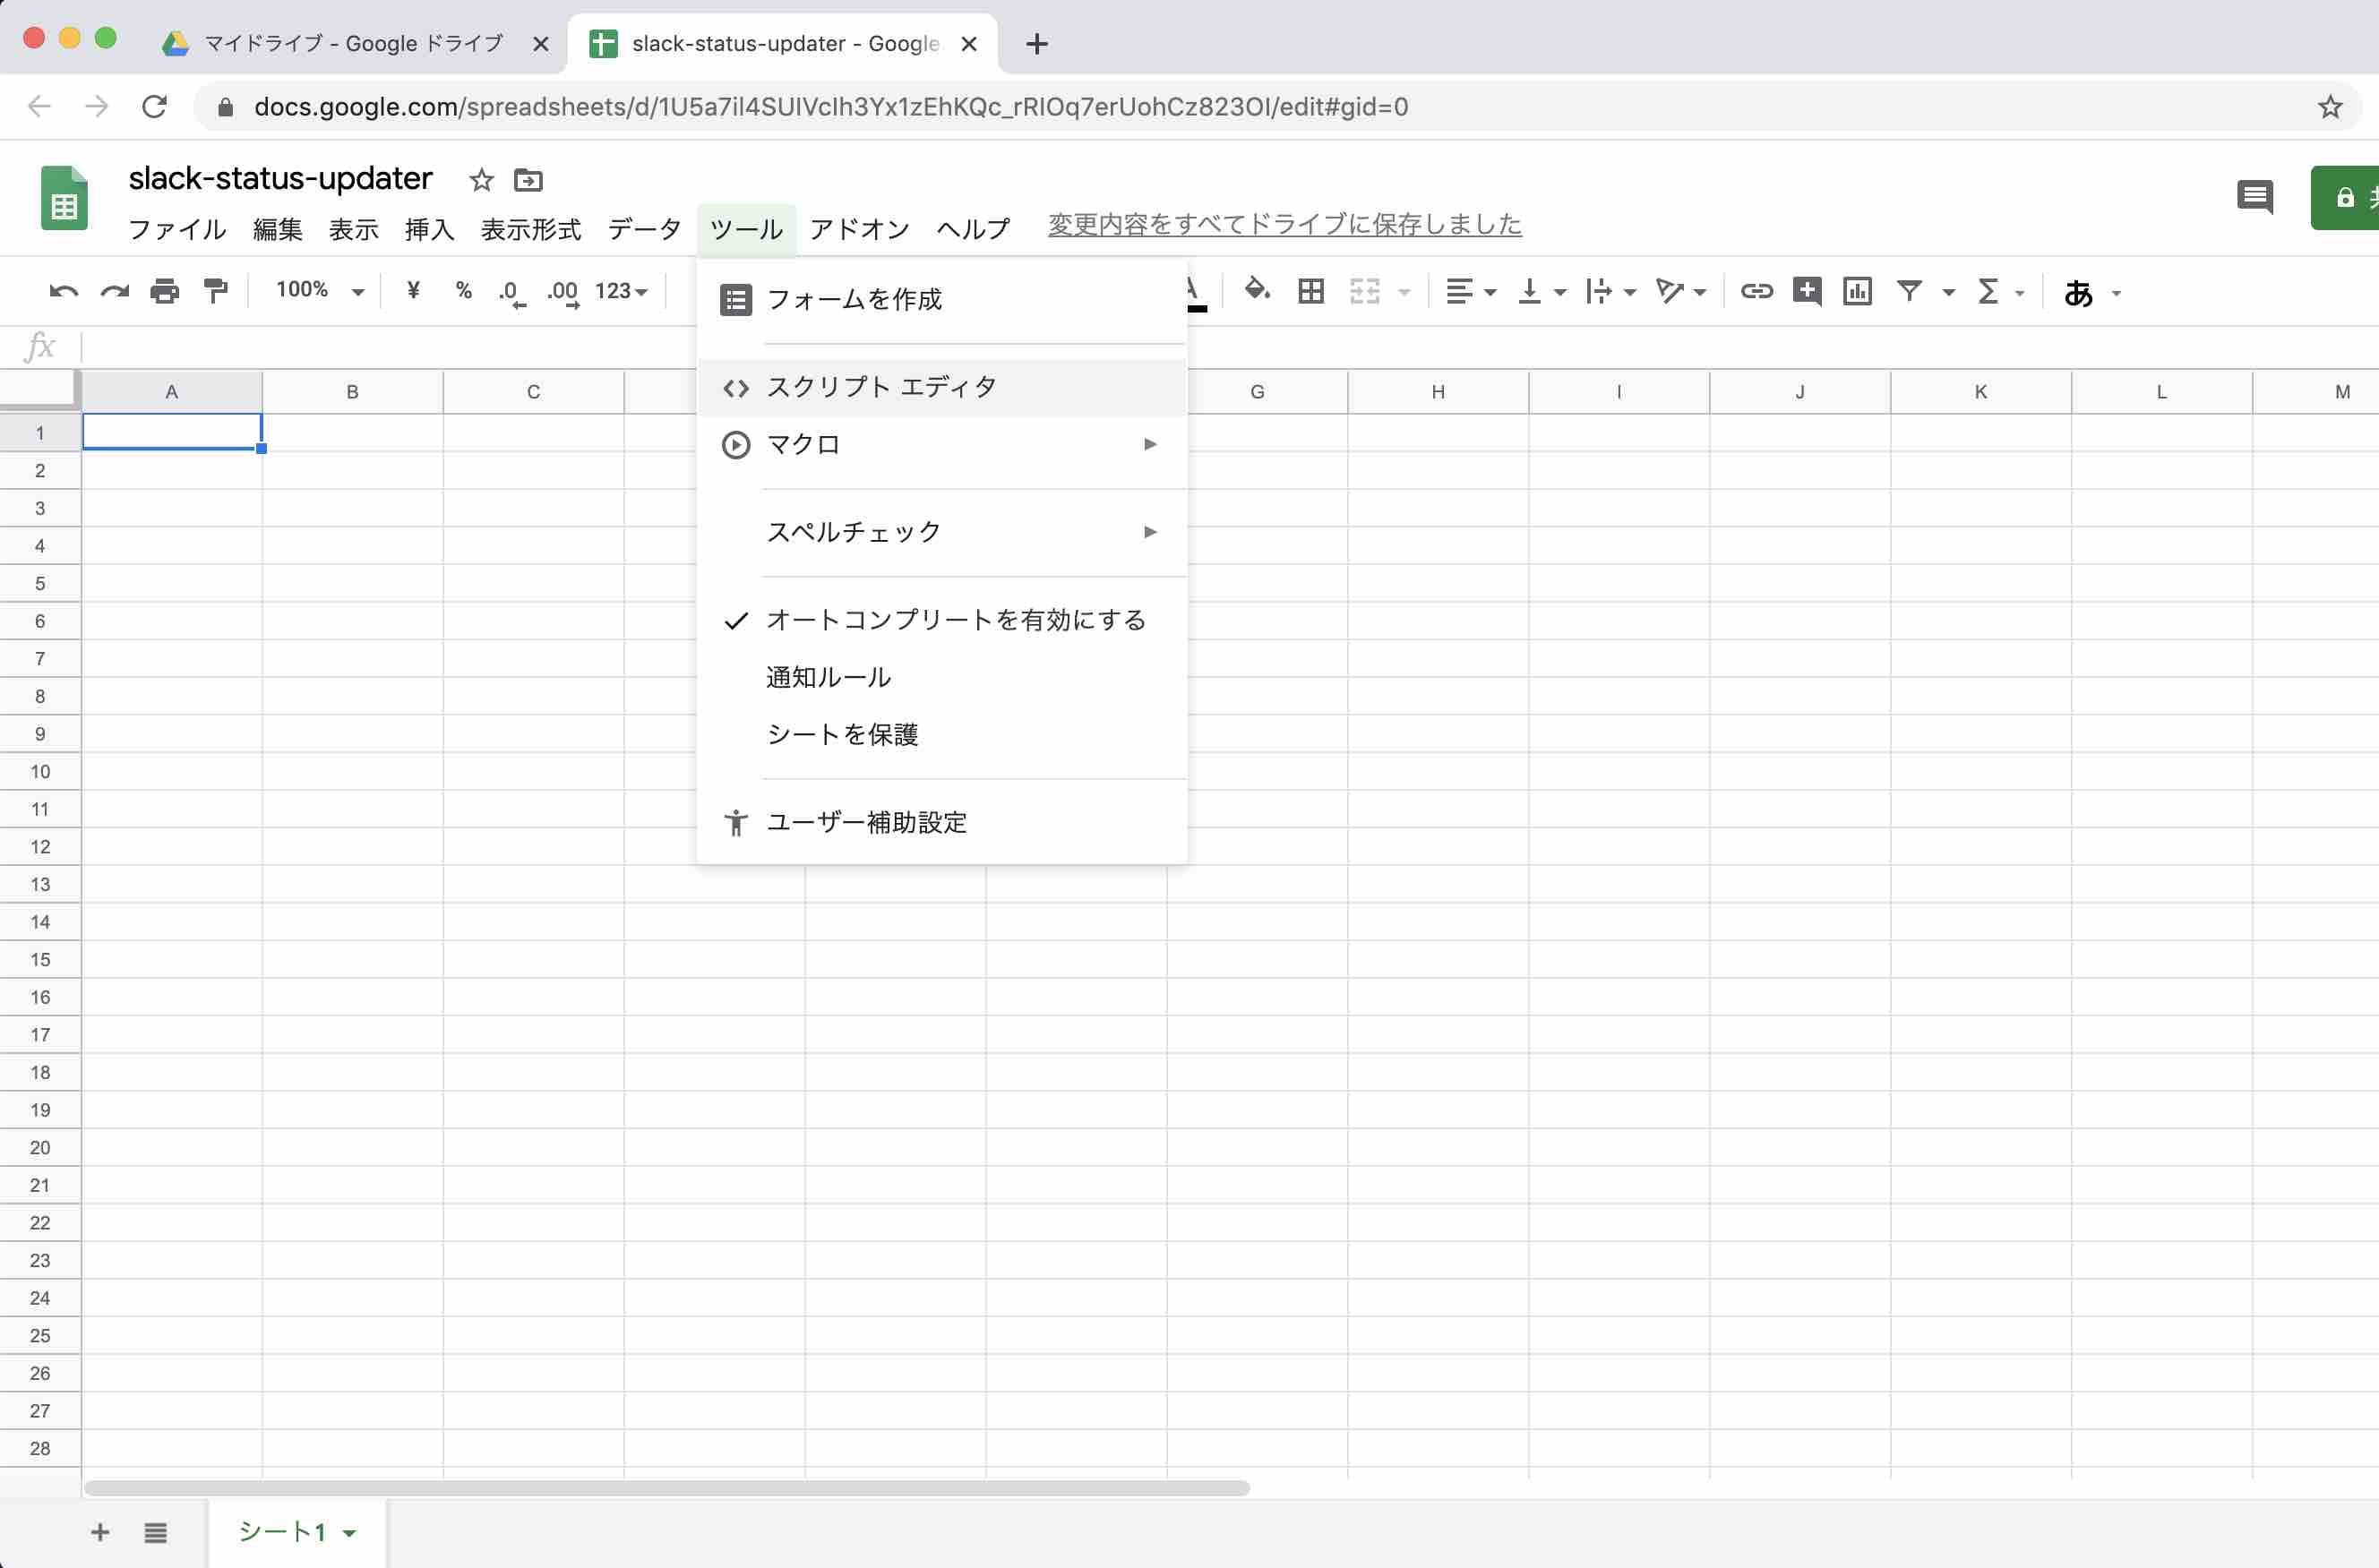 マイドライブ - Google ドライブ
slack-status-updater - Google
docs.google.com/spreadsheets/d/1U5a7il4SUIVcIh3Yx1zEhKQc_rRIOq7erUohCz823OI/edit#gid=0
slack-status-updater
ファイル 編集 表示 挿入 表示形式 データ ツール アドオン ヘルプ 変更内容をすべてドライブに保存しました
100% ¥ % .0 .00 123 A Σ あ
fx
フォームを作成
スクリプト エディタ
マクロ
スペルチェック
オートコンプリートを有効にする
通知ルール
シートを保護
ユーザー補助設定
A B C G H I J K L M
1
2
3
4
5
6
7
8
9
10
11
12
13
14
15
16
17
18
19
20
21
22
23
24
25
26
27
28
シート1